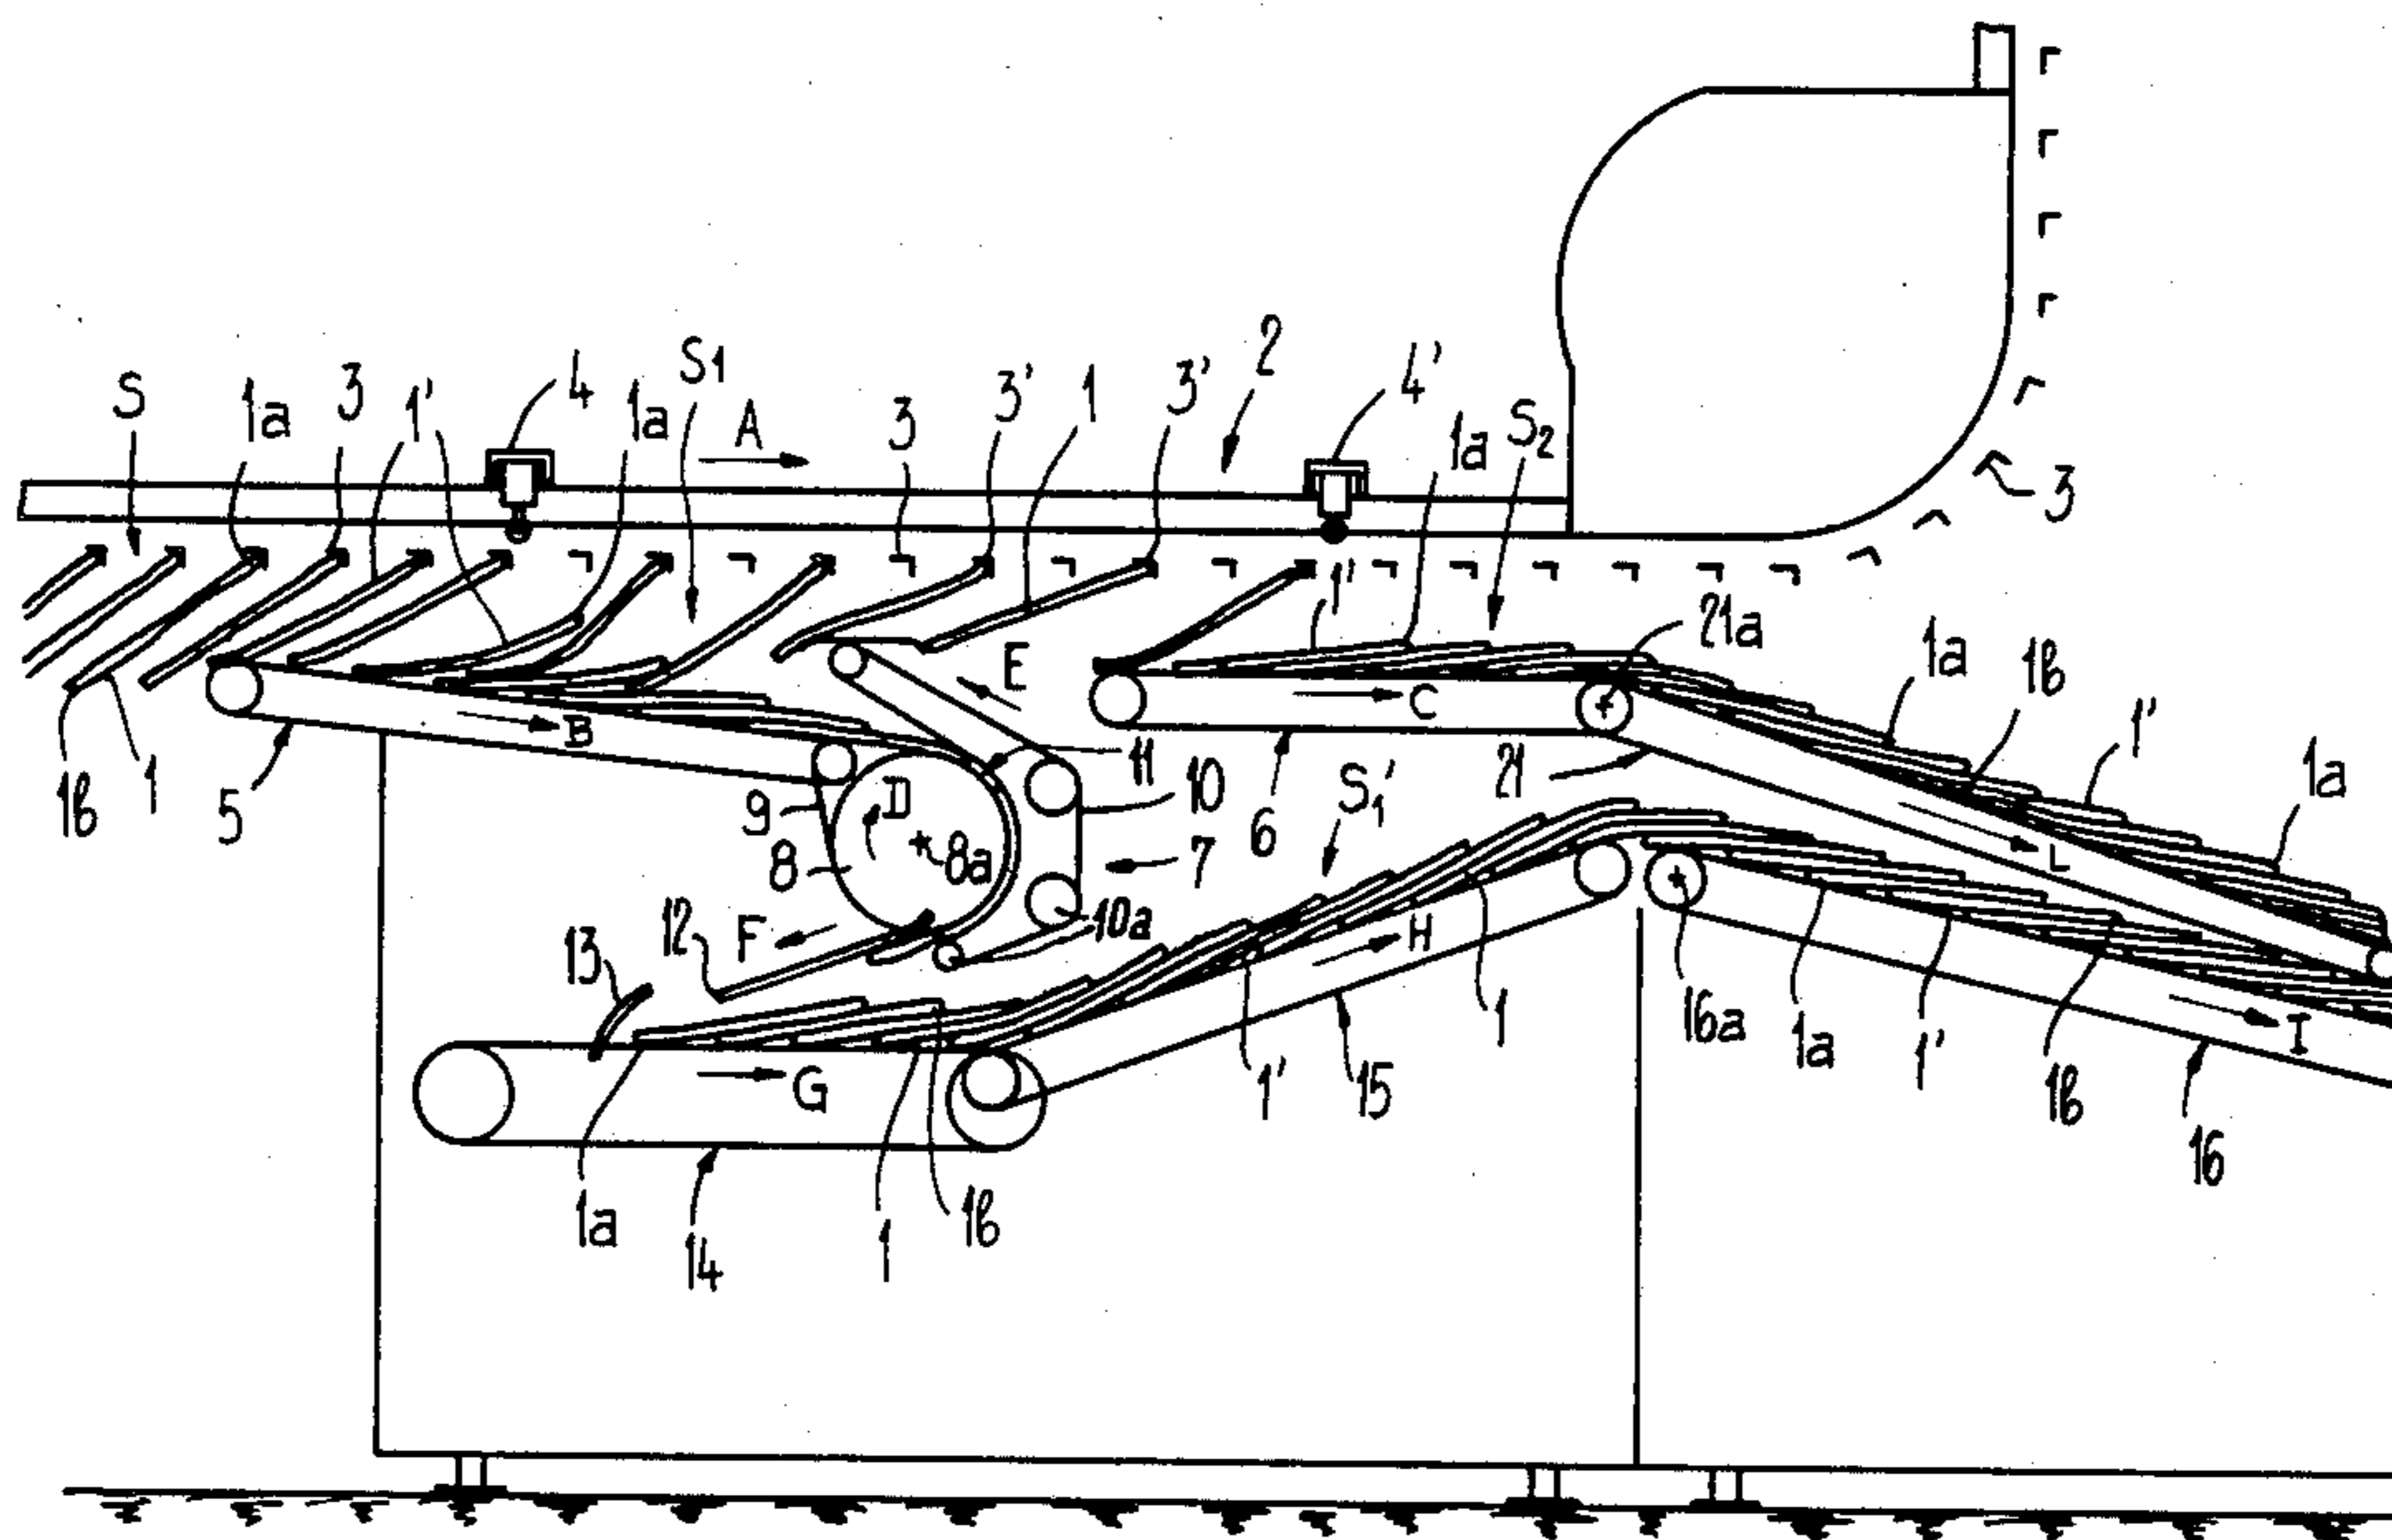 S 1a 3 1' 4 1a S1 A 3 3' 1 3' 2 4' 1a S2 3
1' 21a 1a 1b 1' 1a
1b 1 5 B E C 11 10 21 S1' L
9 D 8 8a 7 6
13 12 F 10a H 1 16a 1a 1' 1b I
G 1' 15 16
1a 14 1 1b